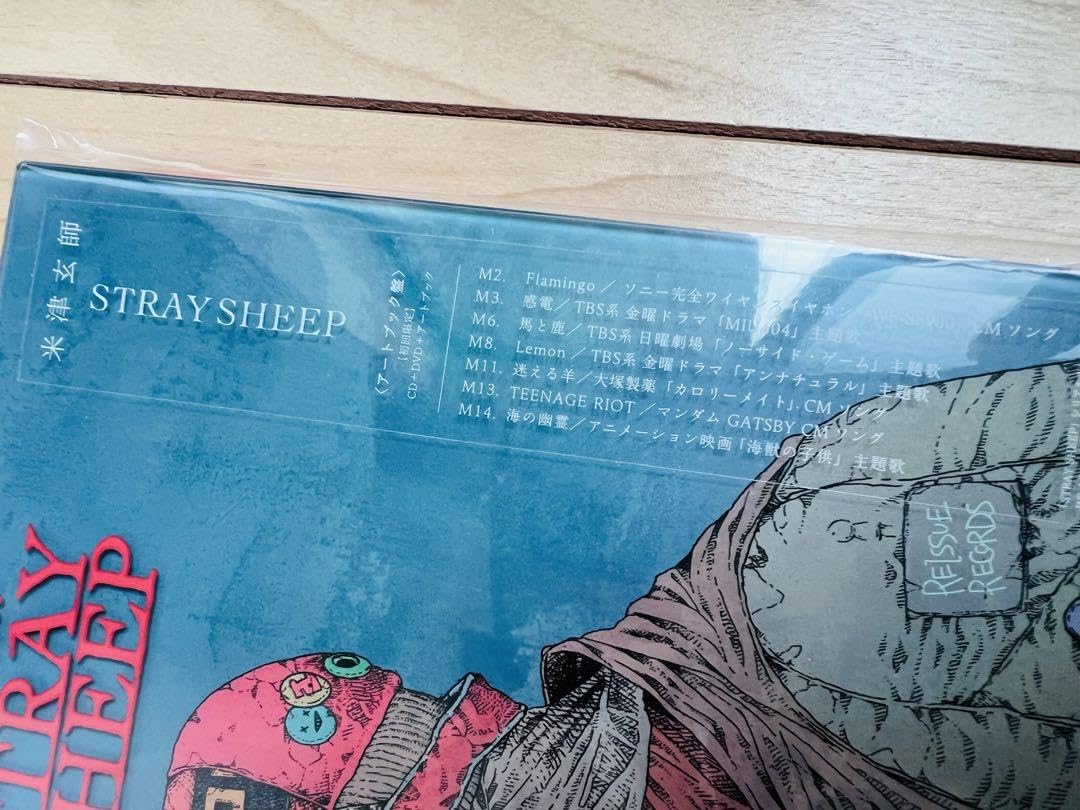 米津玄師
STRAY SHEEP
〈アートブック盤〉
【初回限定】
CD+DVD+アートブック
M2. Flamingo／ソニー完全ワイヤレスイヤホン CMソング
M3. 感電／TBS系 金曜ドラマ「MIU404」主題歌
M6. 馬と鹿／TBS系 日曜劇場「ノーサイド・ゲーム」主題歌
M8. Lemon／TBS系 金曜ドラマ「アンナチュラル」主題歌
M11. 迷える羊／大塚製薬「カロリーメイト」CMソング
M13. TEENAGE RIOT／マンダム GATSBY CMソング
M14. 海の幽霊／アニメーション映画「海獣の子供」主題歌
REISSUE
RECORDS
STRAY
SHEEP